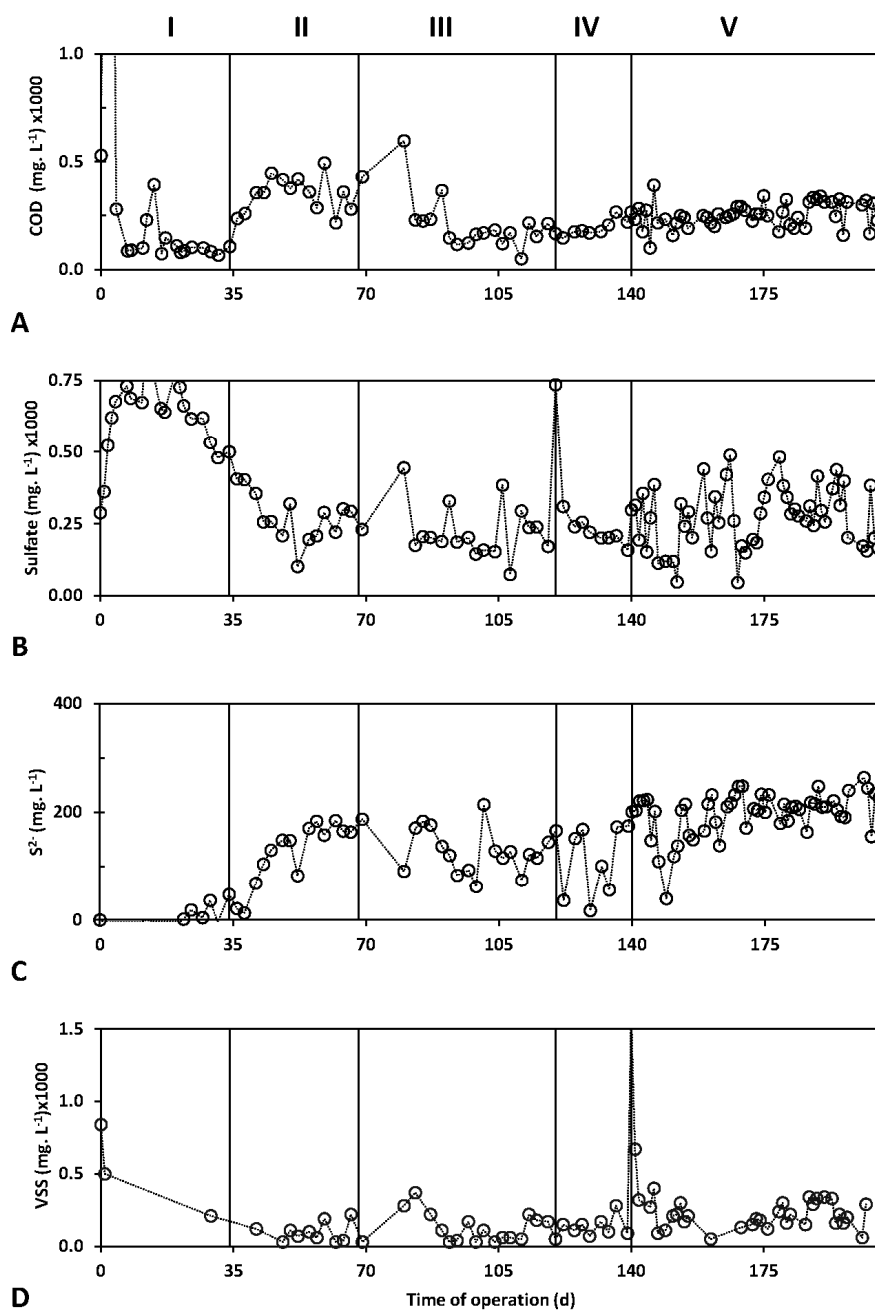 I II III IV V
COD (mg. L⁻¹) x1000
1.0
0.5
0.0
0 35 70 105 140 175
A
Sulfate (mg. L⁻¹) x1000
0.75
0.50
0.25
0.00
0 35 70 105 140 175
B
S²⁻ (mg. L⁻¹)
400
200
0
0 35 70 105 140 175
C
VSS (mg. L⁻¹)x1000
1.5
1.0
0.5
0.0
0 35 70 105 140 175
D
Time of operation (d)